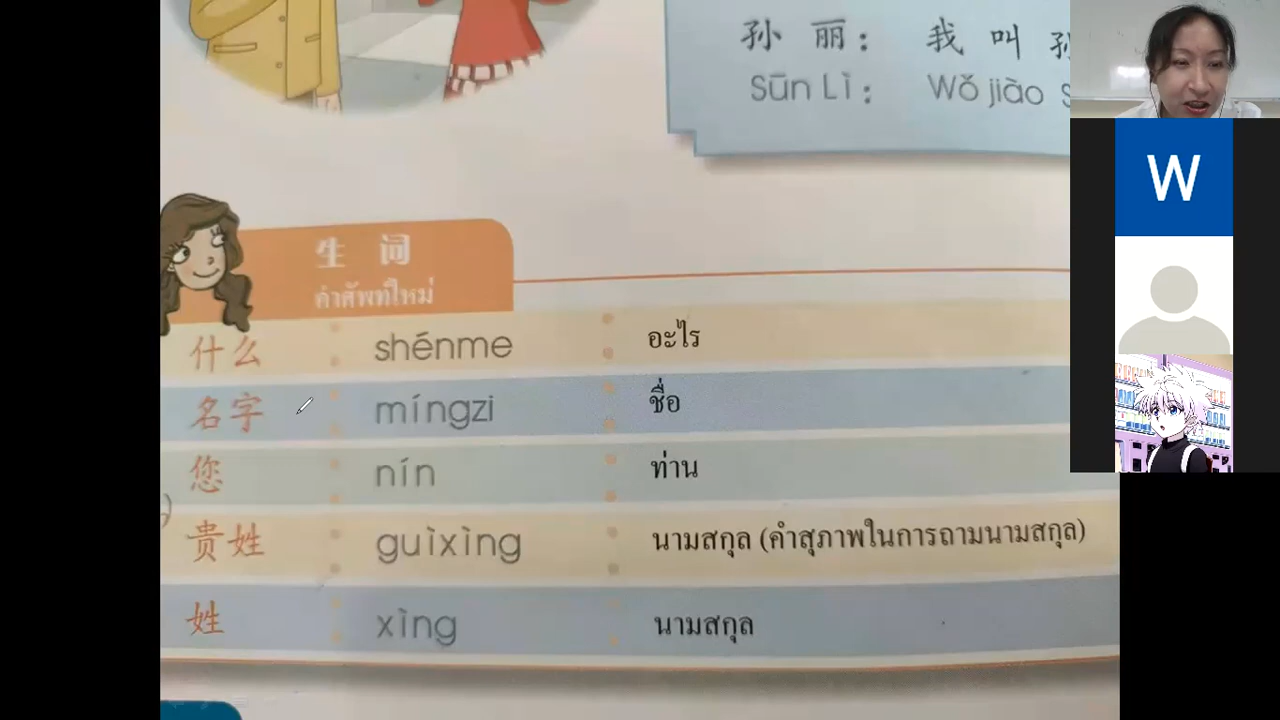 孙 丽： 我 叫
Sūn Lì： Wǒ jiào
W
生 词
คำศัพท์ใหม่
什么 shénme อะไร
名字 míngzi ชื่อ
您 nín ท่าน
贵姓 guìxìng นามสกุล (คำสุภาพในการถามนามสกุล)
姓 xìng นามสกุล